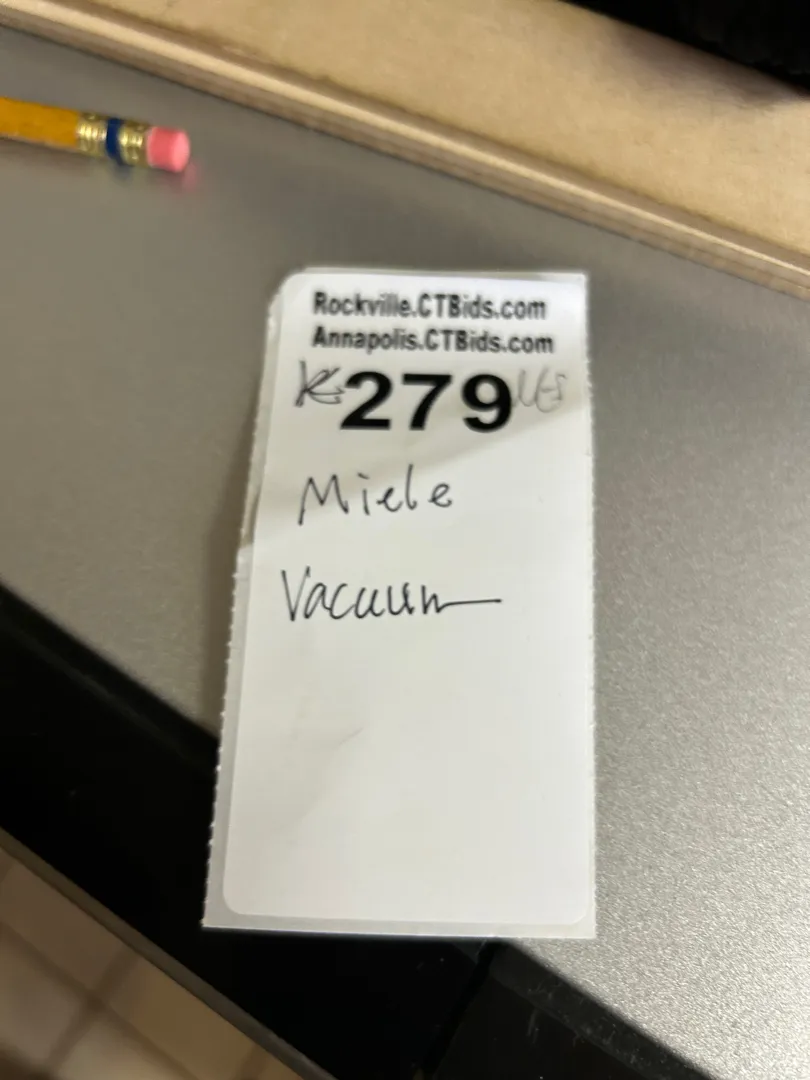 Rockville.CTBids.com
Annapolis.CTBids.com
279
Miele
Vacuum